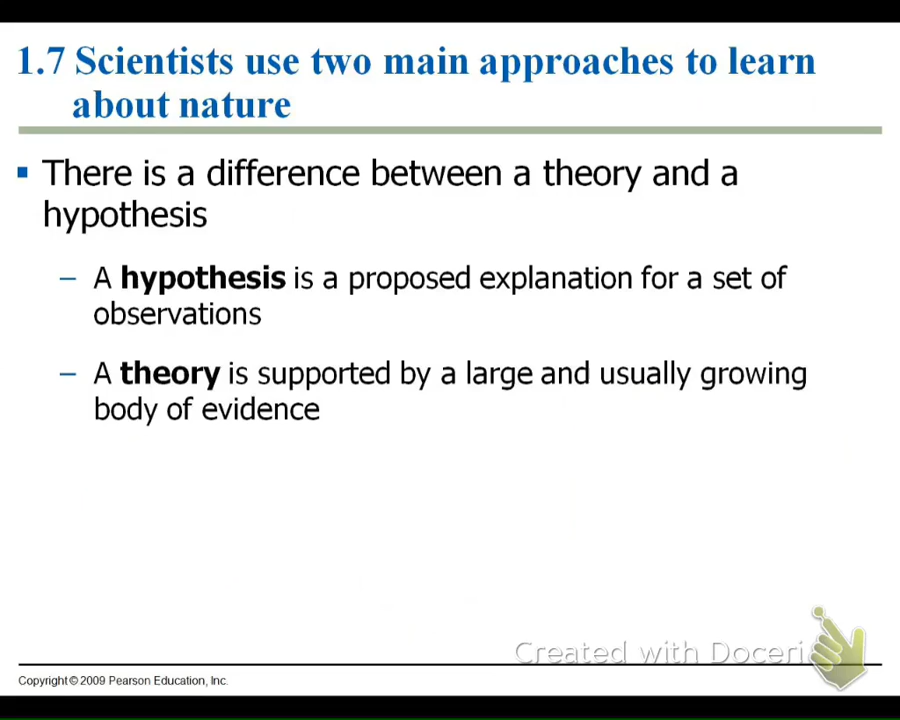 1.7 Scientists use two main approaches to learn
about nature
▪ There is a difference between a theory and a
hypothesis
– A hypothesis is a proposed explanation for a set of
observations
– A theory is supported by a large and usually growing
body of evidence
Created with Doceri
Copyright © 2009 Pearson Education, Inc.